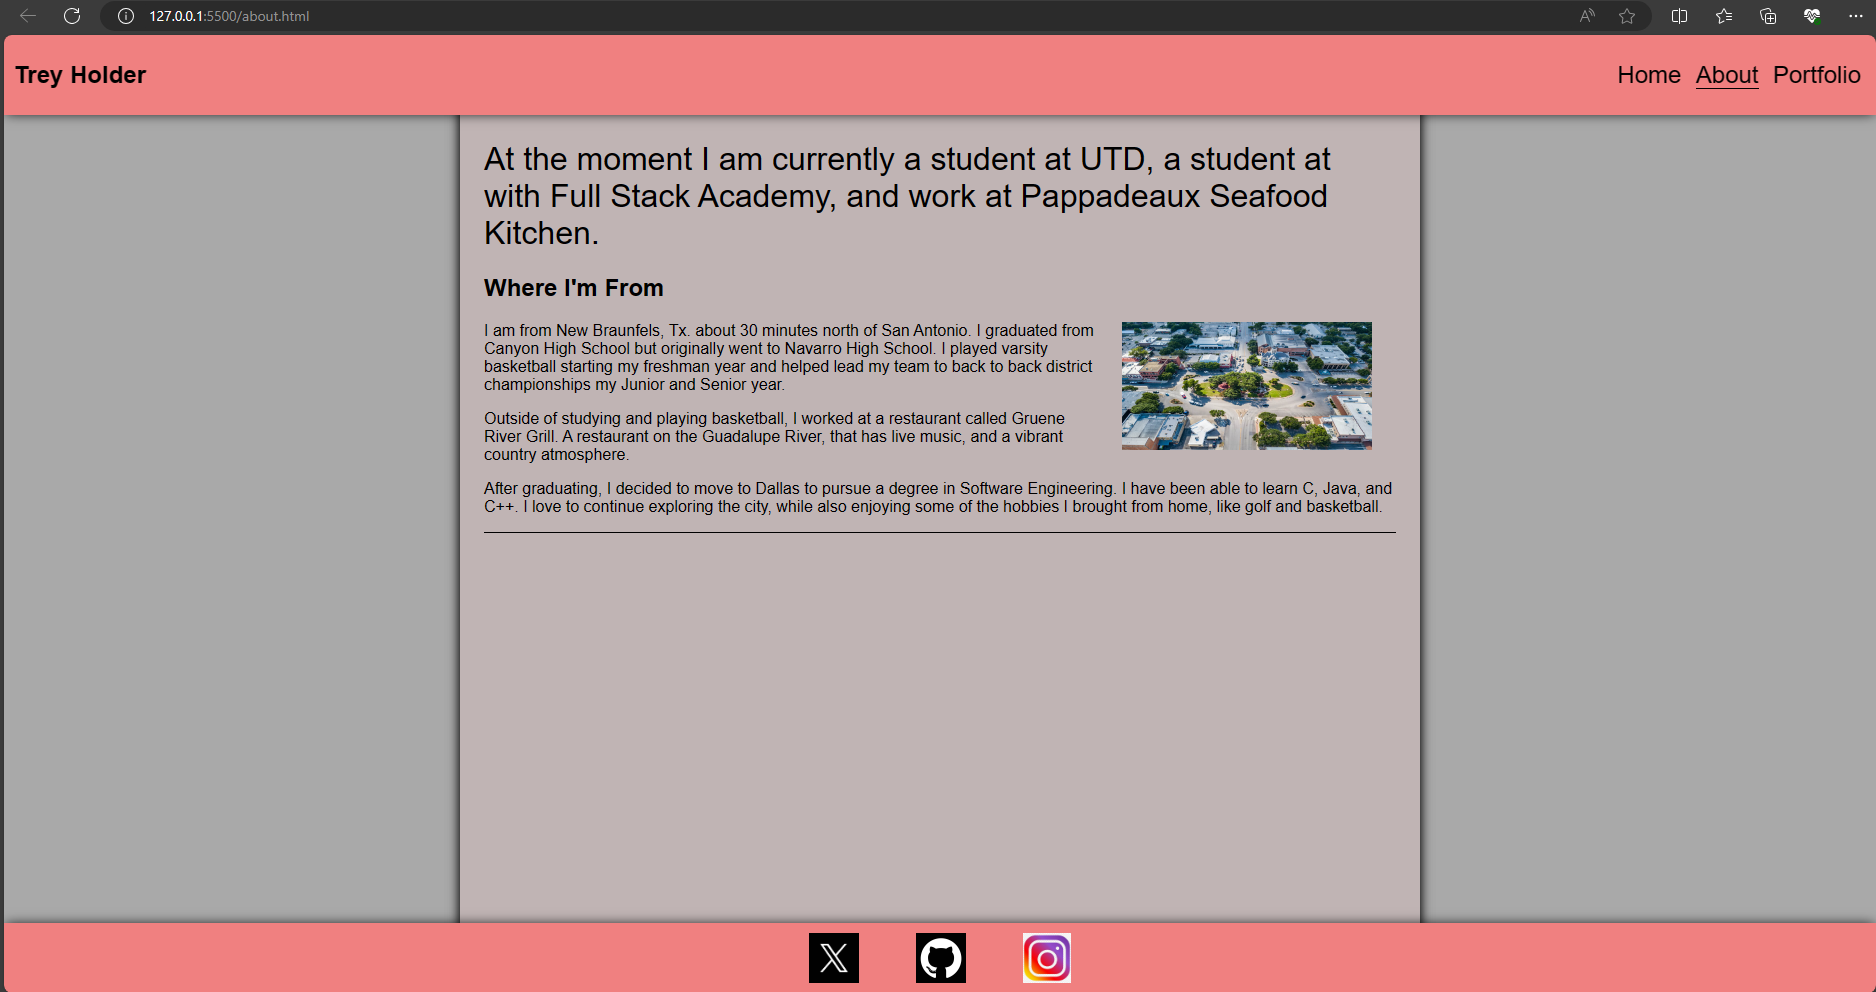 127.0.0.1:5500/about.html
Trey Holder
Home About Portfolio
At the moment I am currently a student at UTD, a student at
with Full Stack Academy, and work at Pappadeaux Seafood
Kitchen.
Where I'm From
I am from New Braunfels, Tx. about 30 minutes north of San Antonio. I graduated from
Canyon High School but originally went to Navarro High School. I played varsity
basketball starting my freshman year and helped lead my team to back to back district
championships my Junior and Senior year.
Outside of studying and playing basketball, I worked at a restaurant called Gruene
River Grill. A restaurant on the Guadalupe River, that has live music, and a vibrant
country atmosphere.
After graduating, I decided to move to Dallas to pursue a degree in Software Engineering. I have been able to learn C, Java, and
C++. I love to continue exploring the city, while also enjoying some of the hobbies I brought from home, like golf and basketball.